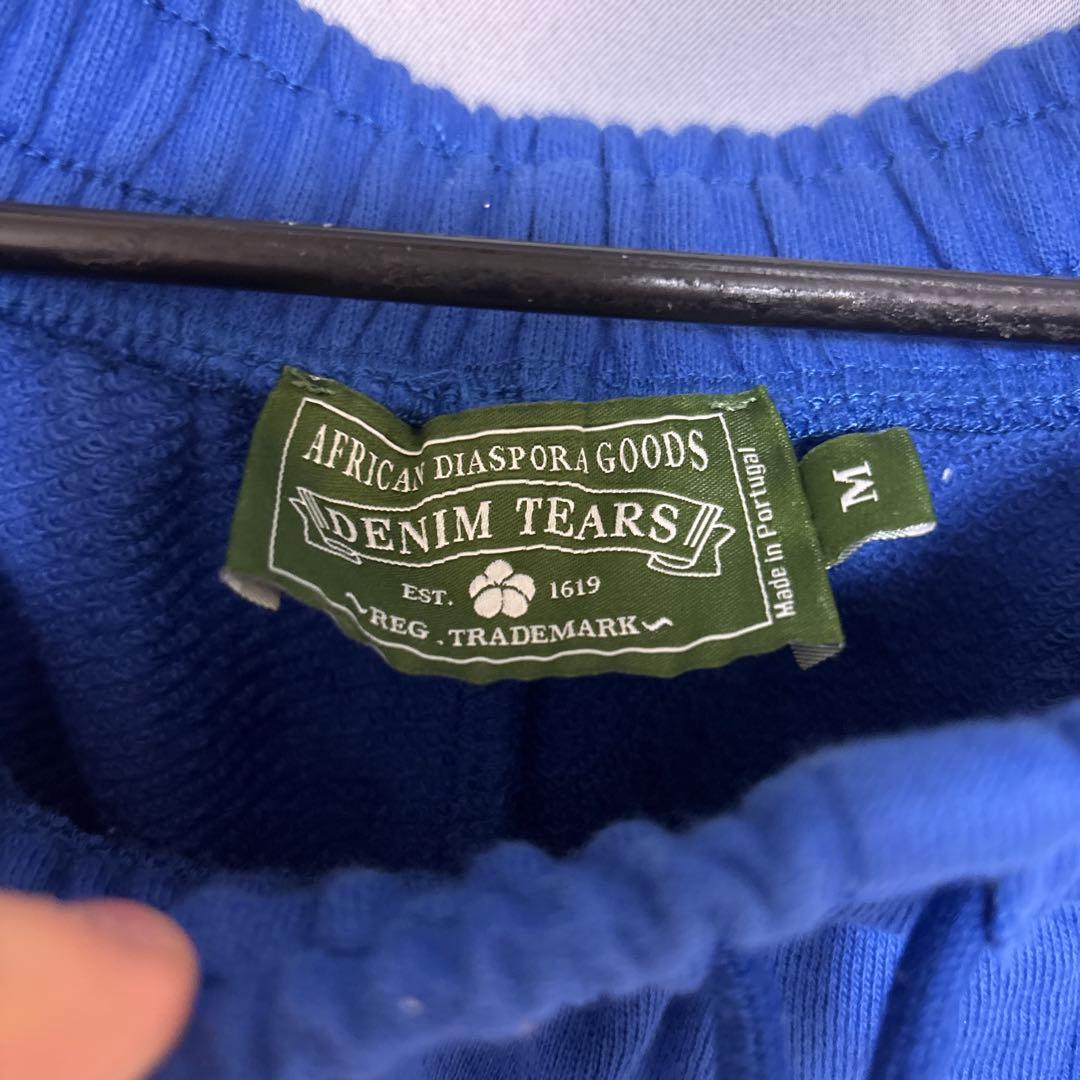 AFRICAN DIASPORA GOODS
DENIM TEARS
EST. 1619
REG. TRADEMARK
Made in Portugal
M